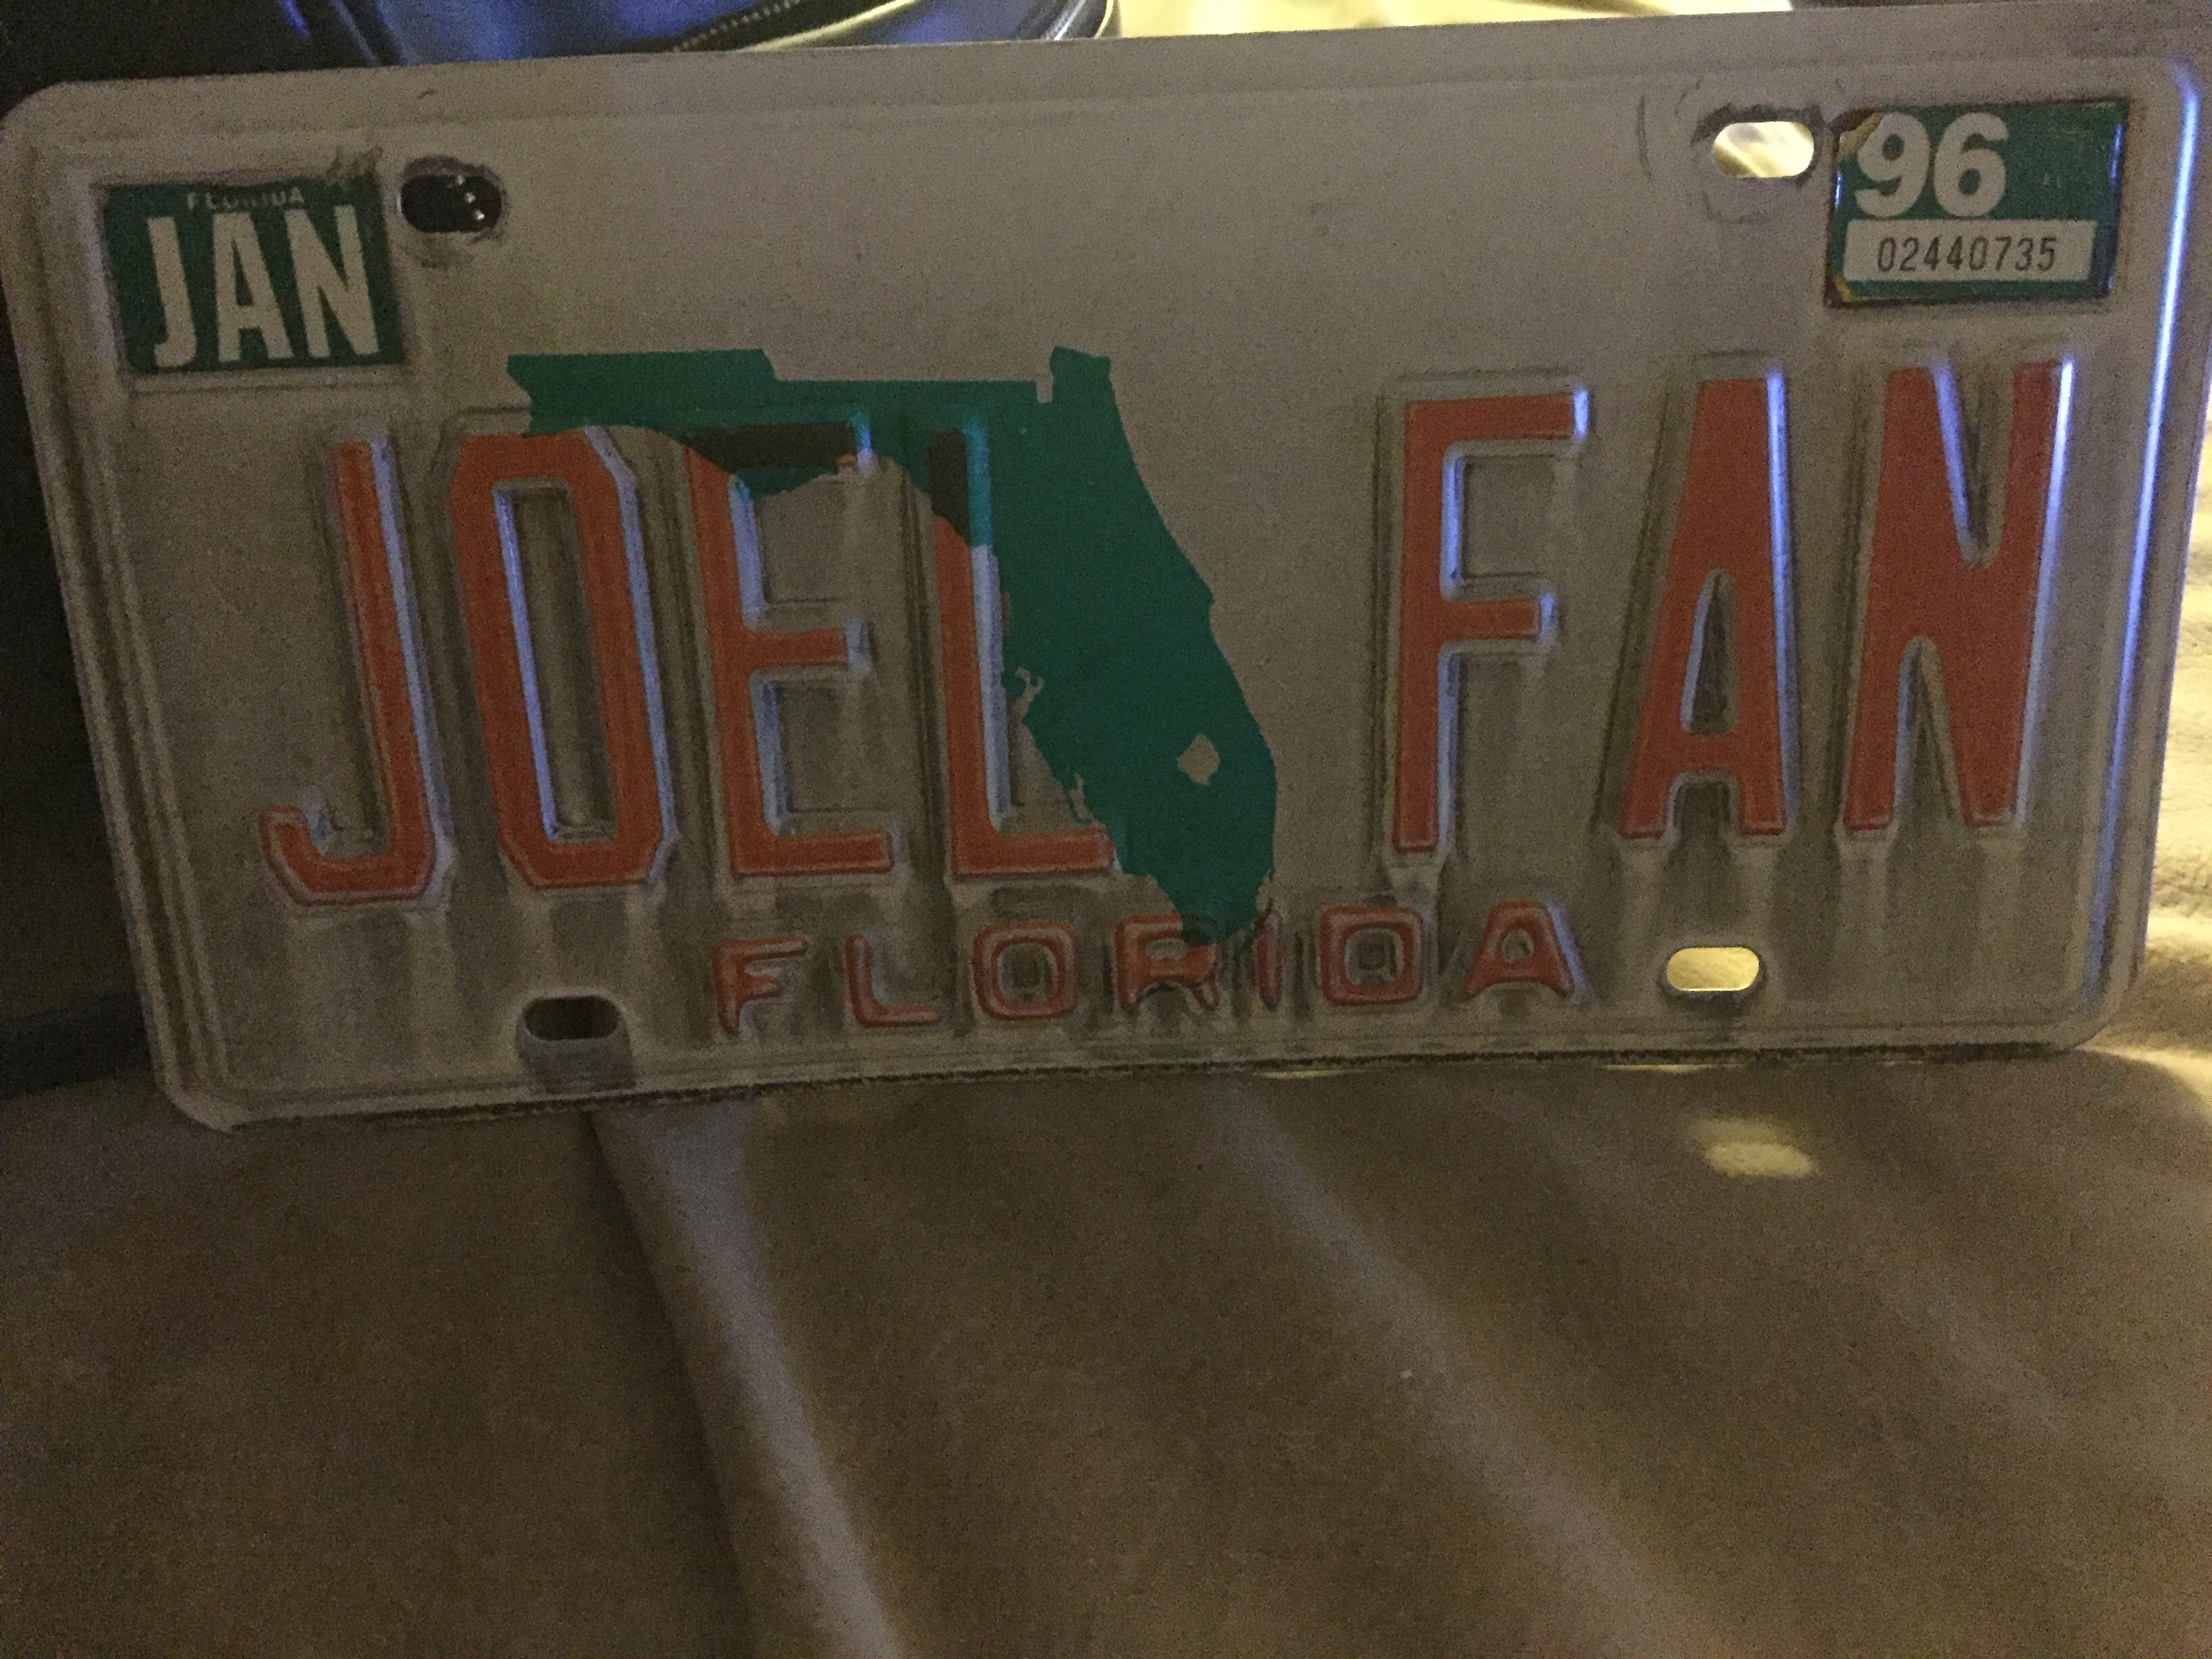 FLORIDA
JAN
96
02440735
JOEL FAN
FLORIDA